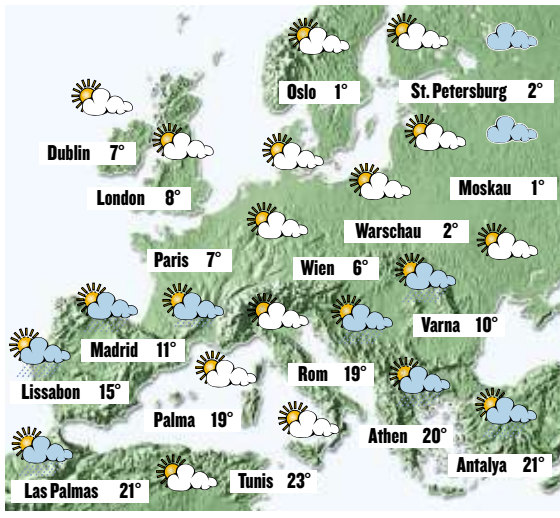 Oslo 1°
St. Petersburg 2°
Dublin 7°
London 8°
Moskau 1°
Warschau 2°
Paris 7°
Wien 6°
Varna 10°
Madrid 11°
Rom 19°
Lissabon 15°
Palma 19°
Athen 20°
Antalya 21°
Las Palmas 21°
Tunis 23°